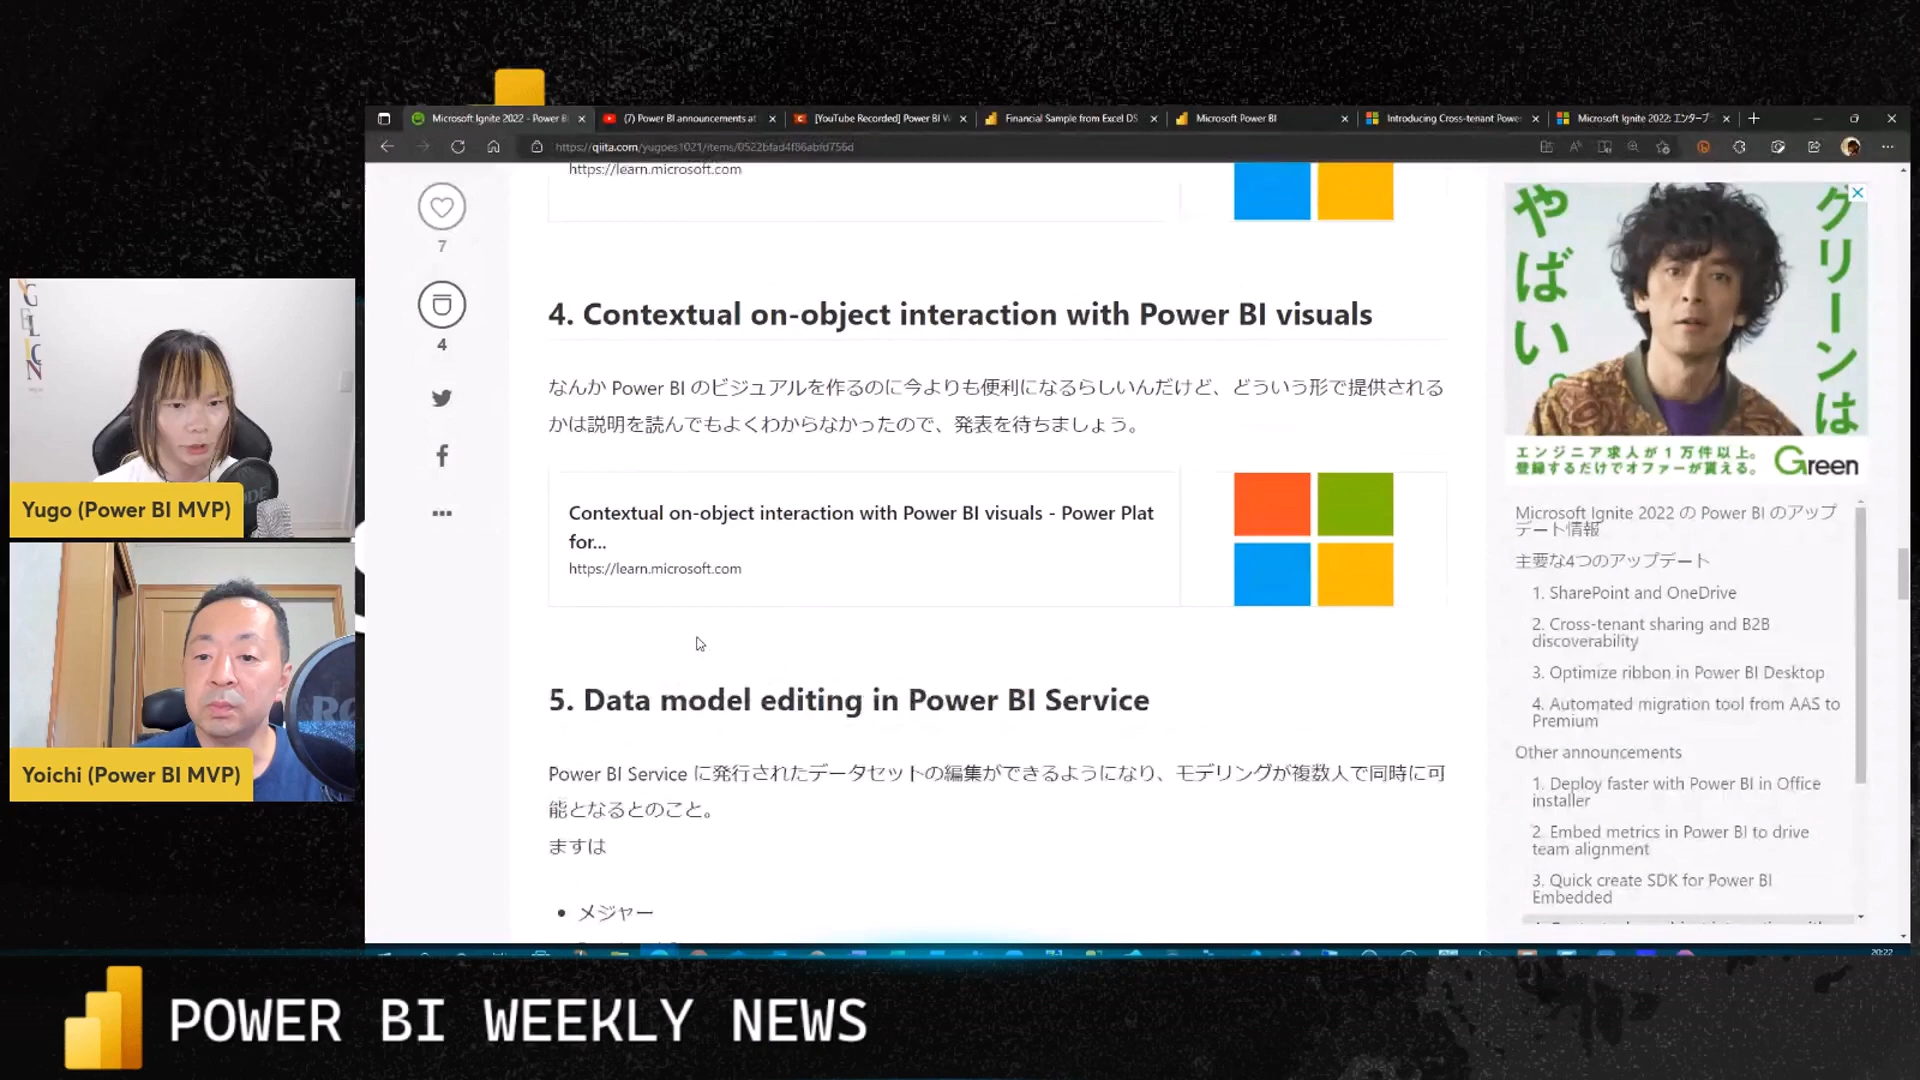 Microsoft Ignite 2022 - Power B
(7) Power BI announcements at
[YouTube Recorded] Power BI W
Financial Sample from Excel DS
Microsoft Power BI
Introducing Cross-tenant Power
Microsoft Ignite 2022: エンタープ
https://qiita.com/yugoes1021/items/0522bfad4f86abfd756d
https://learn.microsoft.com
7
4
4. Contextual on-object interaction with Power BI visuals
なんか Power BI のビジュアルを作るのに今よりも便利になるらしいんだけど、どういう形で提供される
かは説明を読んでもよくわからなかったので、発表を待ちましょう。
Contextual on-object interaction with Power BI visuals - Power Plat
for...
https://learn.microsoft.com
5. Data model editing in Power BI Service
Power BI Service に発行されたデータセットの編集ができるようになり、モデリングが複数人で同時に可
能となるとのこと。
ますは
メジャー
グリーンは
やばい。
エンジニア求人が1万件以上。
登録するだけでオファーが貰える。
Green
Microsoft Ignite 2022 の Power BI のアップ
デート情報
主要な4つのアップデート
1. SharePoint and OneDrive
2. Cross-tenant sharing and B2B
discoverability
3. Optimize ribbon in Power BI Desktop
4. Automated migration tool from AAS to
Premium
Other announcements
1. Deploy faster with Power BI in Office
installer
2. Embed metrics in Power BI to drive
team alignment
3. Quick create SDK for Power BI
Embedded
20:22
Yugo (Power BI MVP)
Yoichi (Power BI MVP)
POWER BI WEEKLY NEWS